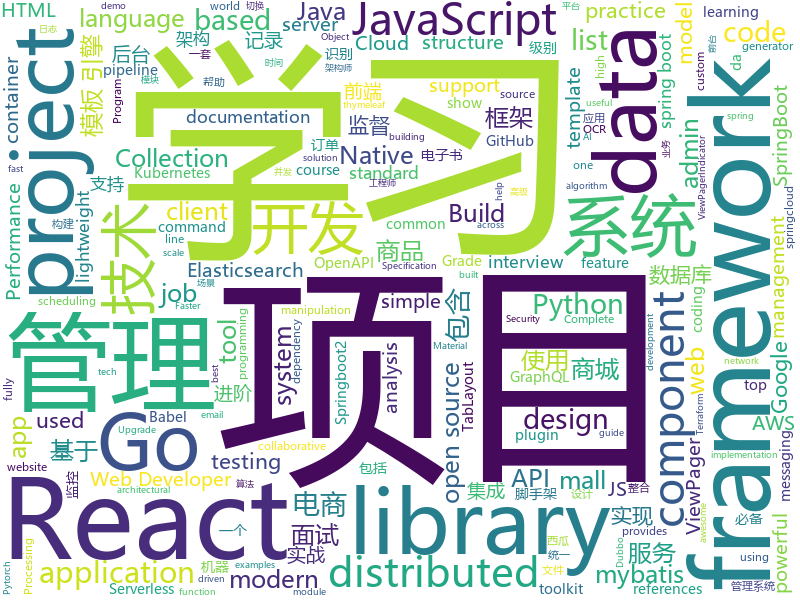 HTML
language
based
Java
JavaScript
demo
world
Object
日志
平台
切换
learning
practice
后台
架构
记录
server
一套
架构师
Cloud
structure
识别
级别
list
model
code
generator
pipeline
时间
帮助
high
da
custom
前台
container
project
模板 引擎
学习
前端
support
模块
Program
thymeleaf
building
show
source
template
spring boot
useful
documentation
监督
框架
data
framework
SpringBoot
Collection
订单
GitHub
应用
OCR
AI
业务
admin
spring
Kubernetes
course
Native
电子书
solution
并发
工程师
help
高级
one
algorithm
ViewPagerIndicator
springcloud
fast
支持
standard
Performance
lightweight
技术
client
开发
Build
common
across
系统
management
构建
command
line
scale
场景
Elasticsearch
OpenAPI
Specification
Grade
built
interview
feature
数据库
scheduling
job
项目
simple
包含
Python
Faster
Security
Complete
coding
Google
管理
tool
programming
system
manipulation
dependency
Springboot2
analysis
Material
TabLayout
使用
GraphQL
商城
商品
component
web
development
network
top
Terraform
AWS
tech
best
进阶
app
used
Babel
email
Upgrade
基于
Go
fully
testing
open source
design
plugin
guide
website
监控
Web Developer
collaborative
包括
API
mall
architectural
算法
电商
集成
脚手架
设计
JS
整合
ViewPager
messaging
必备
implementation
React
library
面试
实现
provides
application
实战
西瓜
服务
awesome
using
Pytorch
Processing
Serverless
一个
机器
examples
driven
function
modern
distributed
统一
文件
Dubbo
module
toolkit
mybatis
references
管理系统
powerful